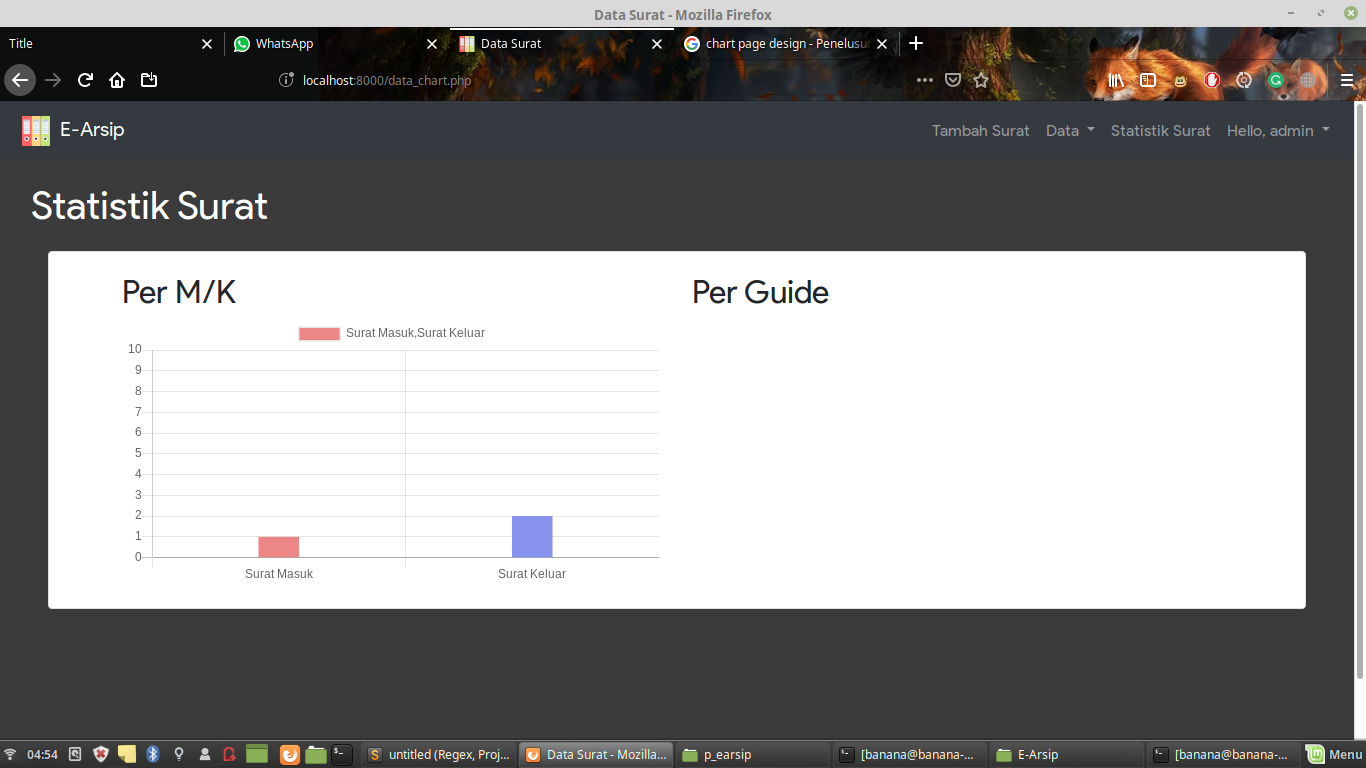 Data Surat - Mozilla Firefox
Title
WhatsApp
Data Surat
chart page design - Penelusur
localhost:8000/data_chart.php
E-Arsip
Tambah Surat
Data
Statistik Surat
Hello, admin
Statistik Surat
Per M/K
Per Guide
Surat Masuk,Surat Keluar
10
9
8
7
6
5
4
3
2
1
0
Surat Masuk
Surat Keluar
04:54
untitled (Regex, Proj...
Data Surat - Mozilla...
p_earsip
[banana@banana-...
E-Arsip
[banana@banana-...
Menu